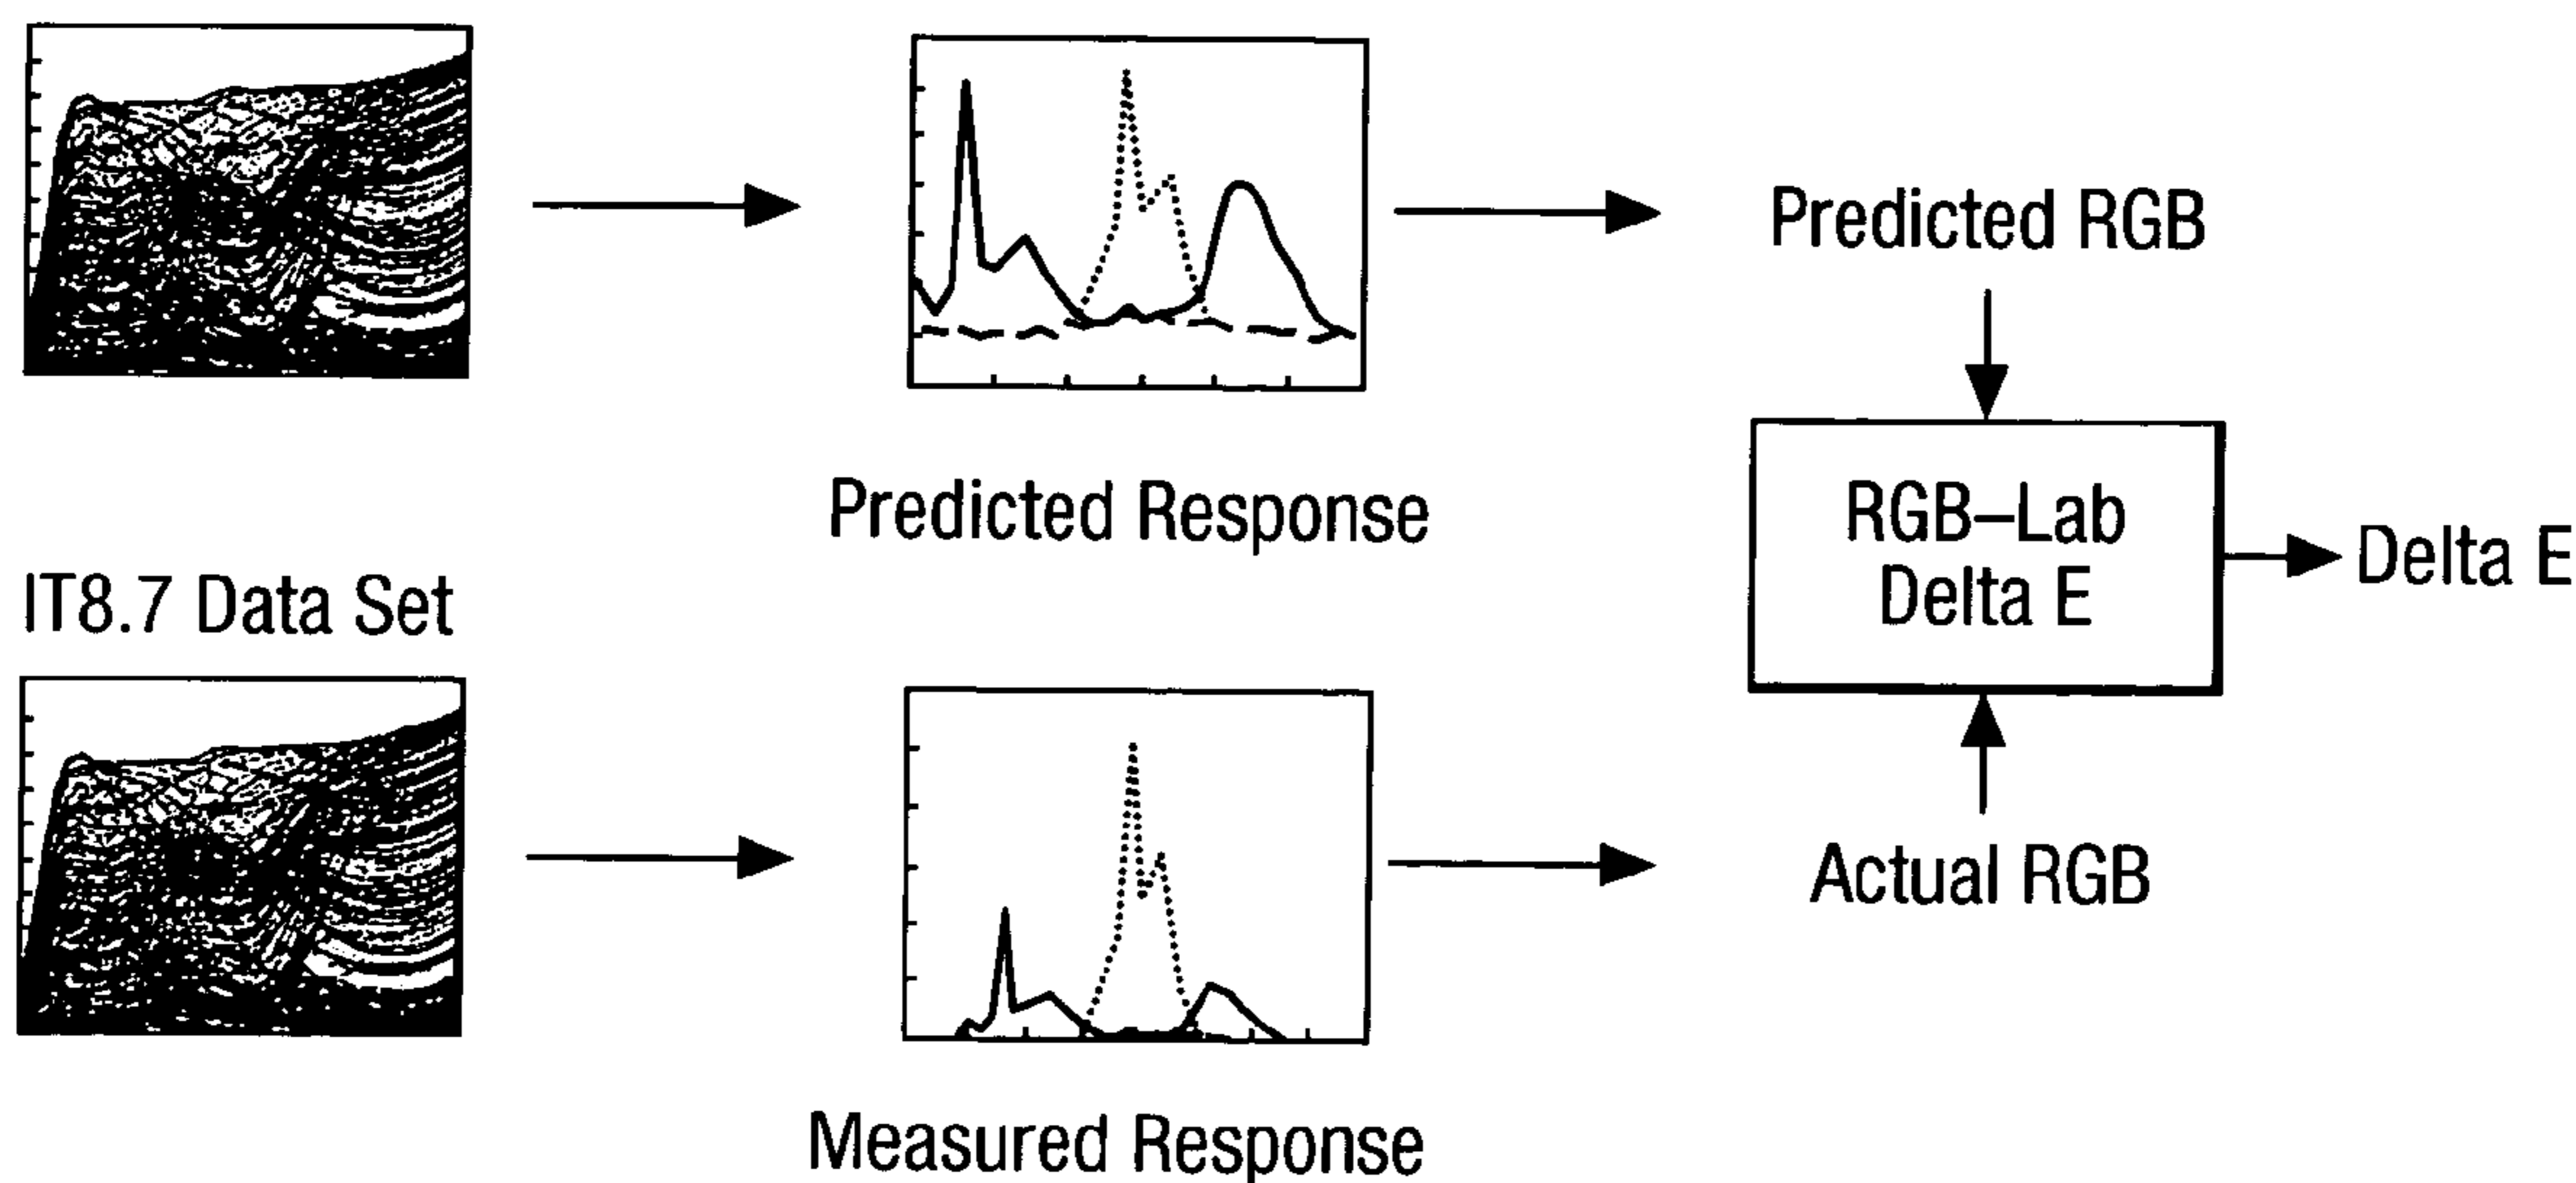 Predicted RGB
Predicted Response
RGB–Lab
Delta E
Delta E
IT8.7 Data Set
Actual RGB
Measured Response